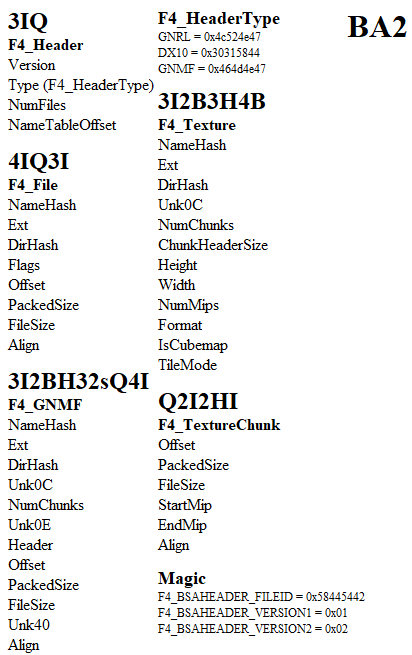 3IQ
F4_Header
Version
Type (F4_HeaderType)
NumFiles
NameTableOffset
4IQ3I
F4_File
NameHash
Ext
DirHash
Flags
Offset
PackedSize
FileSize
Align
3I2BH32sQ4I
F4_GNMF
NameHash
Ext
DirHash
Unk0C
NumChunks
Unk0E
Header
Offset
PackedSize
FileSize
Unk40
Align
F4_HeaderType
GNRL = 0x4c524e47
DX10 = 0x30315844
GNMF = 0x464d4e47
3I2B3H4B
F4_Texture
NameHash
Ext
DirHash
Unk0C
NumChunks
ChunkHeaderSize
Height
Width
NumMips
Format
IsCubemap
TileMode
Q2I2HI
F4_TextureChunk
Offset
PackedSize
FileSize
StartMip
EndMip
Align
Magic
F4_BSAHEADER_FILEID = 0x58445442
F4_BSAHEADER_VERSION1 = 0x01
F4_BSAHEADER_VERSION2 = 0x02
BA2